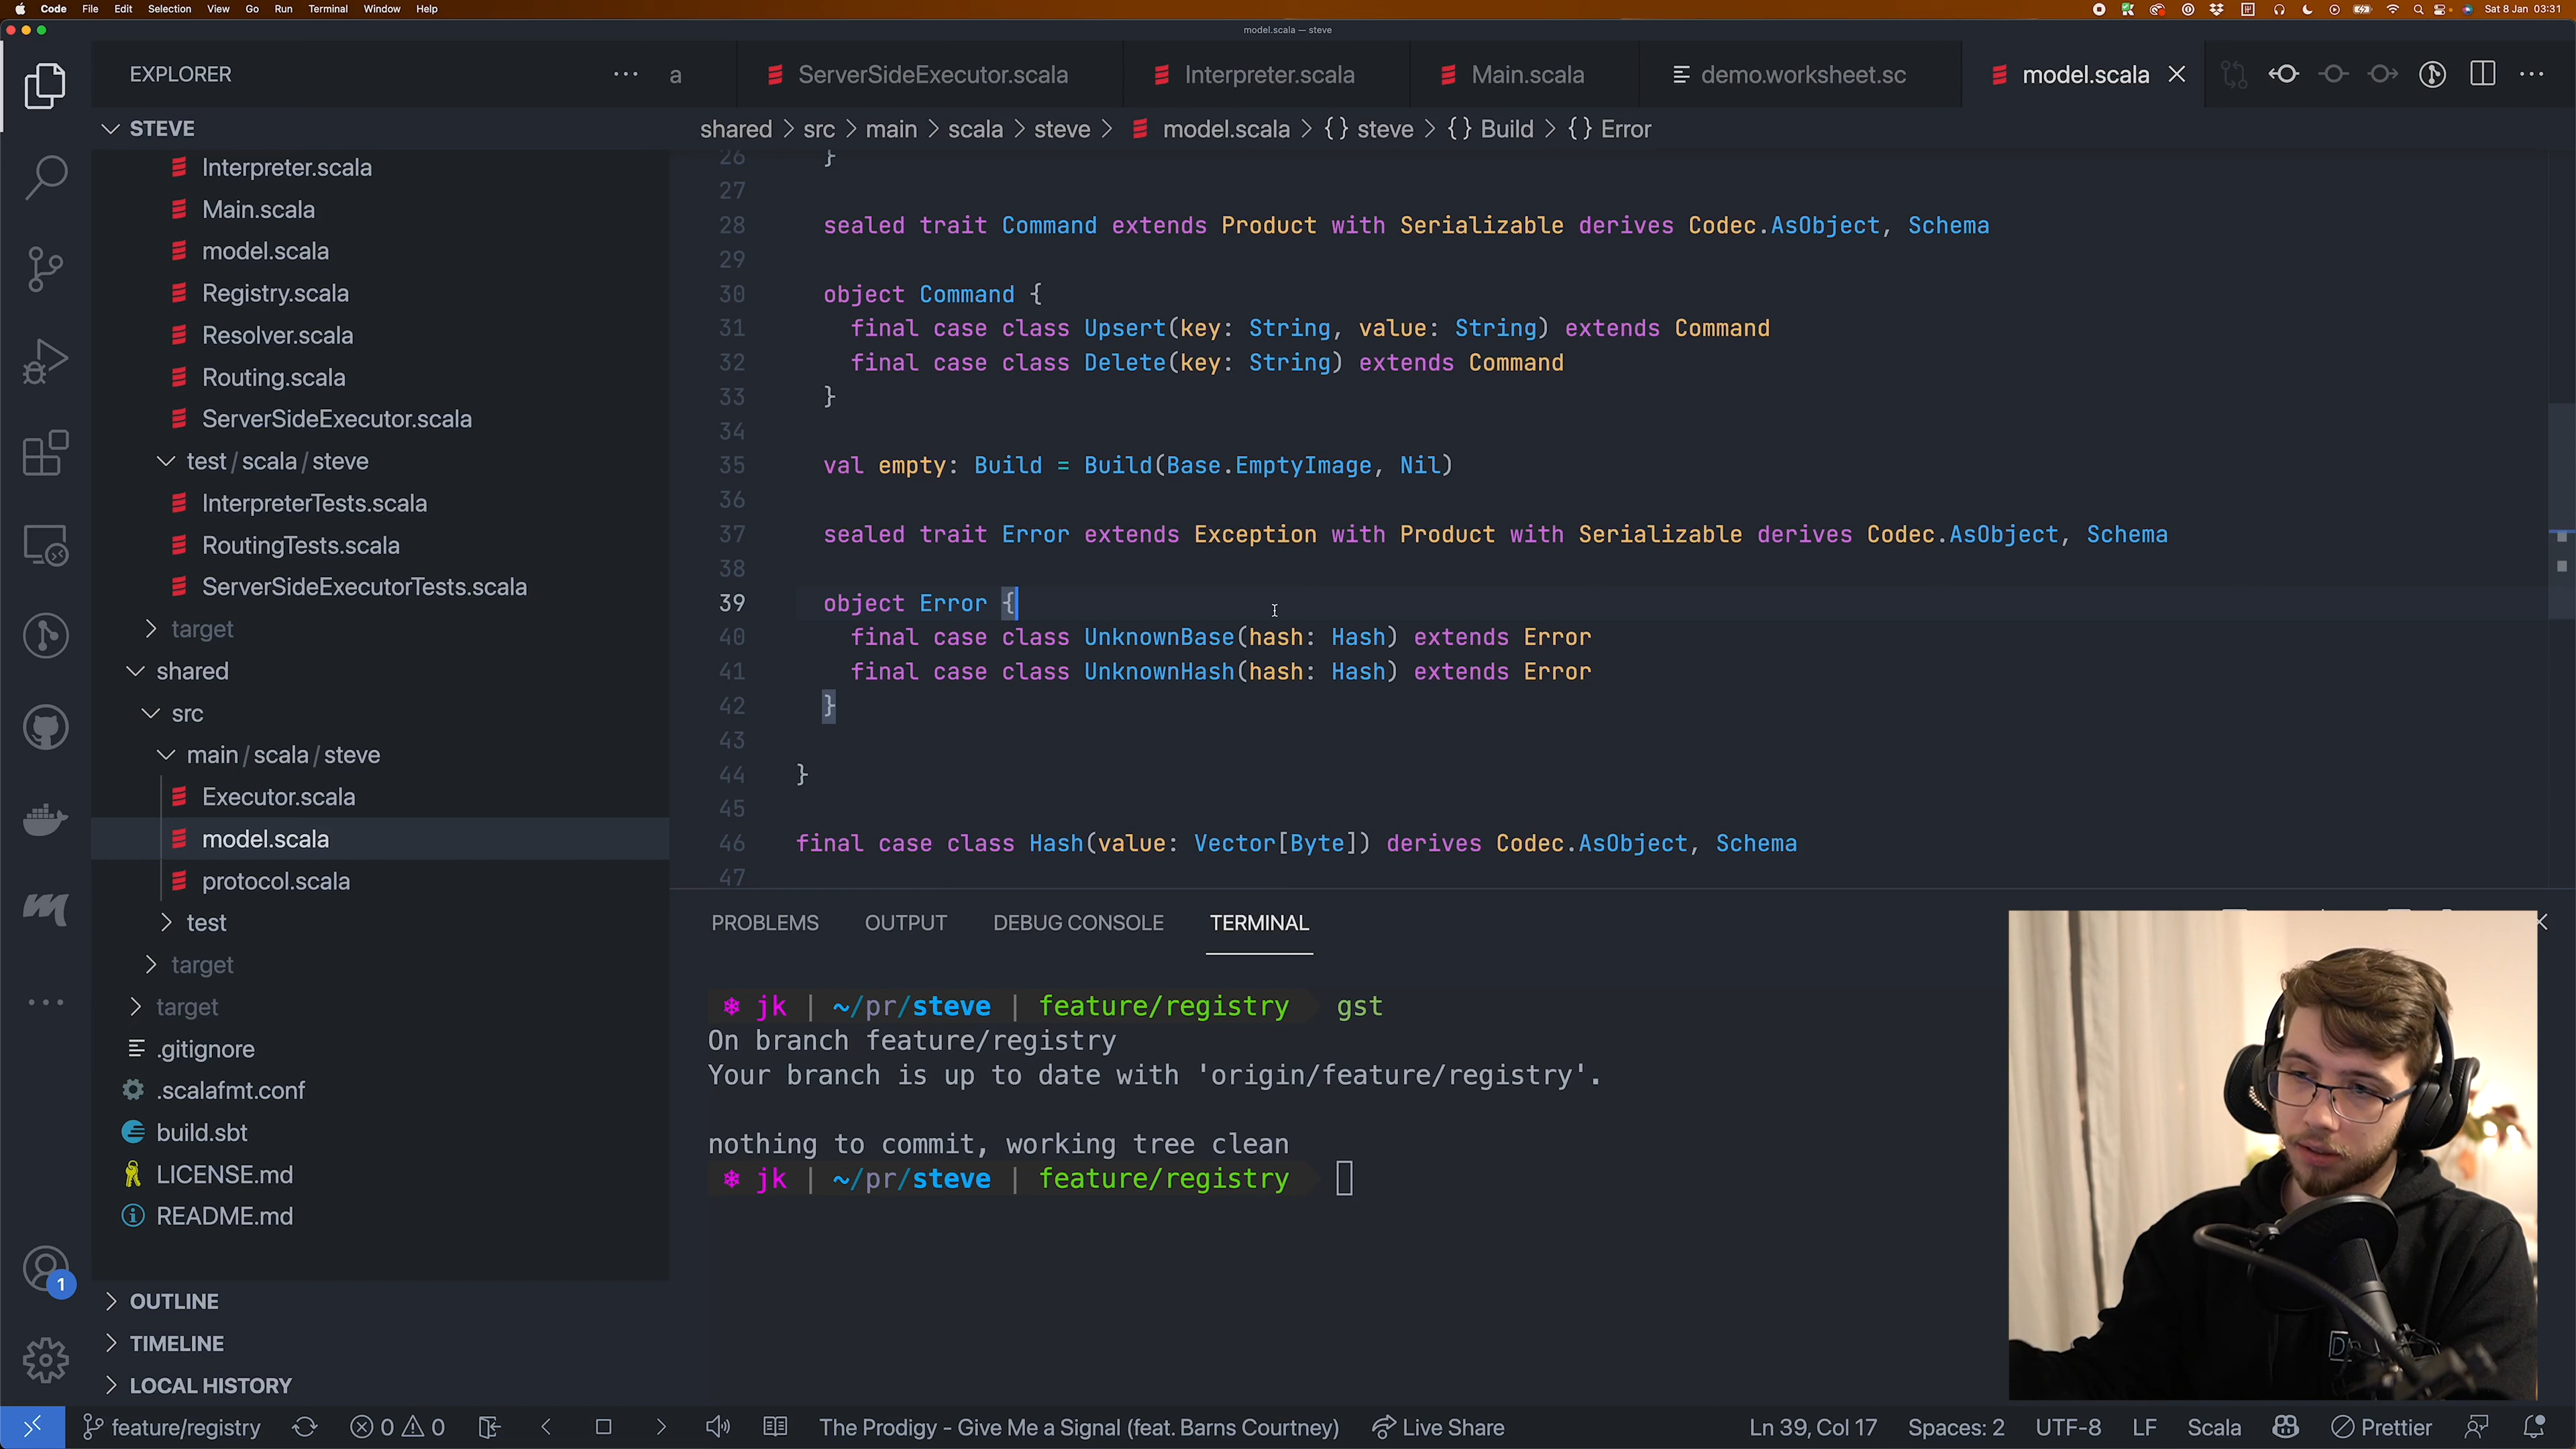 Code File Edit Selection View Go Run Terminal Window Help
Sat 8 Jan 03:31
model.scala — steve
EXPLORER
a
ServerSideExecutor.scala
Interpreter.scala
Main.scala
demo.worksheet.sc
model.scala
STEVE
shared > src > main > scala > steve > model.scala > {} steve > {} Build > {} Error
Interpreter.scala
Main.scala
model.scala
Registry.scala
Resolver.scala
Routing.scala
ServerSideExecutor.scala
test / scala / steve
InterpreterTests.scala
RoutingTests.scala
ServerSideExecutorTests.scala
target
shared
src
main / scala / steve
Executor.scala
model.scala
protocol.scala
test
target
target
.gitignore
.scalafmt.conf
build.sbt
LICENSE.md
README.md
OUTLINE
TIMELINE
LOCAL HISTORY
26 }
27
28 sealed trait Command extends Product with Serializable derives Codec.AsObject, Schema
29
30 object Command {
31 final case class Upsert(key: String, value: String) extends Command
32 final case class Delete(key: String) extends Command
33 }
34
35 val empty: Build = Build(Base.EmptyImage, Nil)
36
37 sealed trait Error extends Exception with Product with Serializable derives Codec.AsObject, Schema
38
39 object Error {
40 final case class UnknownBase(hash: Hash) extends Error
41 final case class UnknownHash(hash: Hash) extends Error
42 }
43
44 }
45
46 final case class Hash(value: Vector[Byte]) derives Codec.AsObject, Schema
47
PROBLEMS OUTPUT DEBUG CONSOLE TERMINAL
❄ jk | ~/pr/steve | feature/registry gst
On branch feature/registry
Your branch is up to date with 'origin/feature/registry'.
nothing to commit, working tree clean
❄ jk | ~/pr/steve | feature/registry
1
feature/registry 0 0 The Prodigy - Give Me a Signal (feat. Barns Courtney) Live Share Ln 39, Col 17 Spaces: 2 UTF-8 LF Scala Prettier